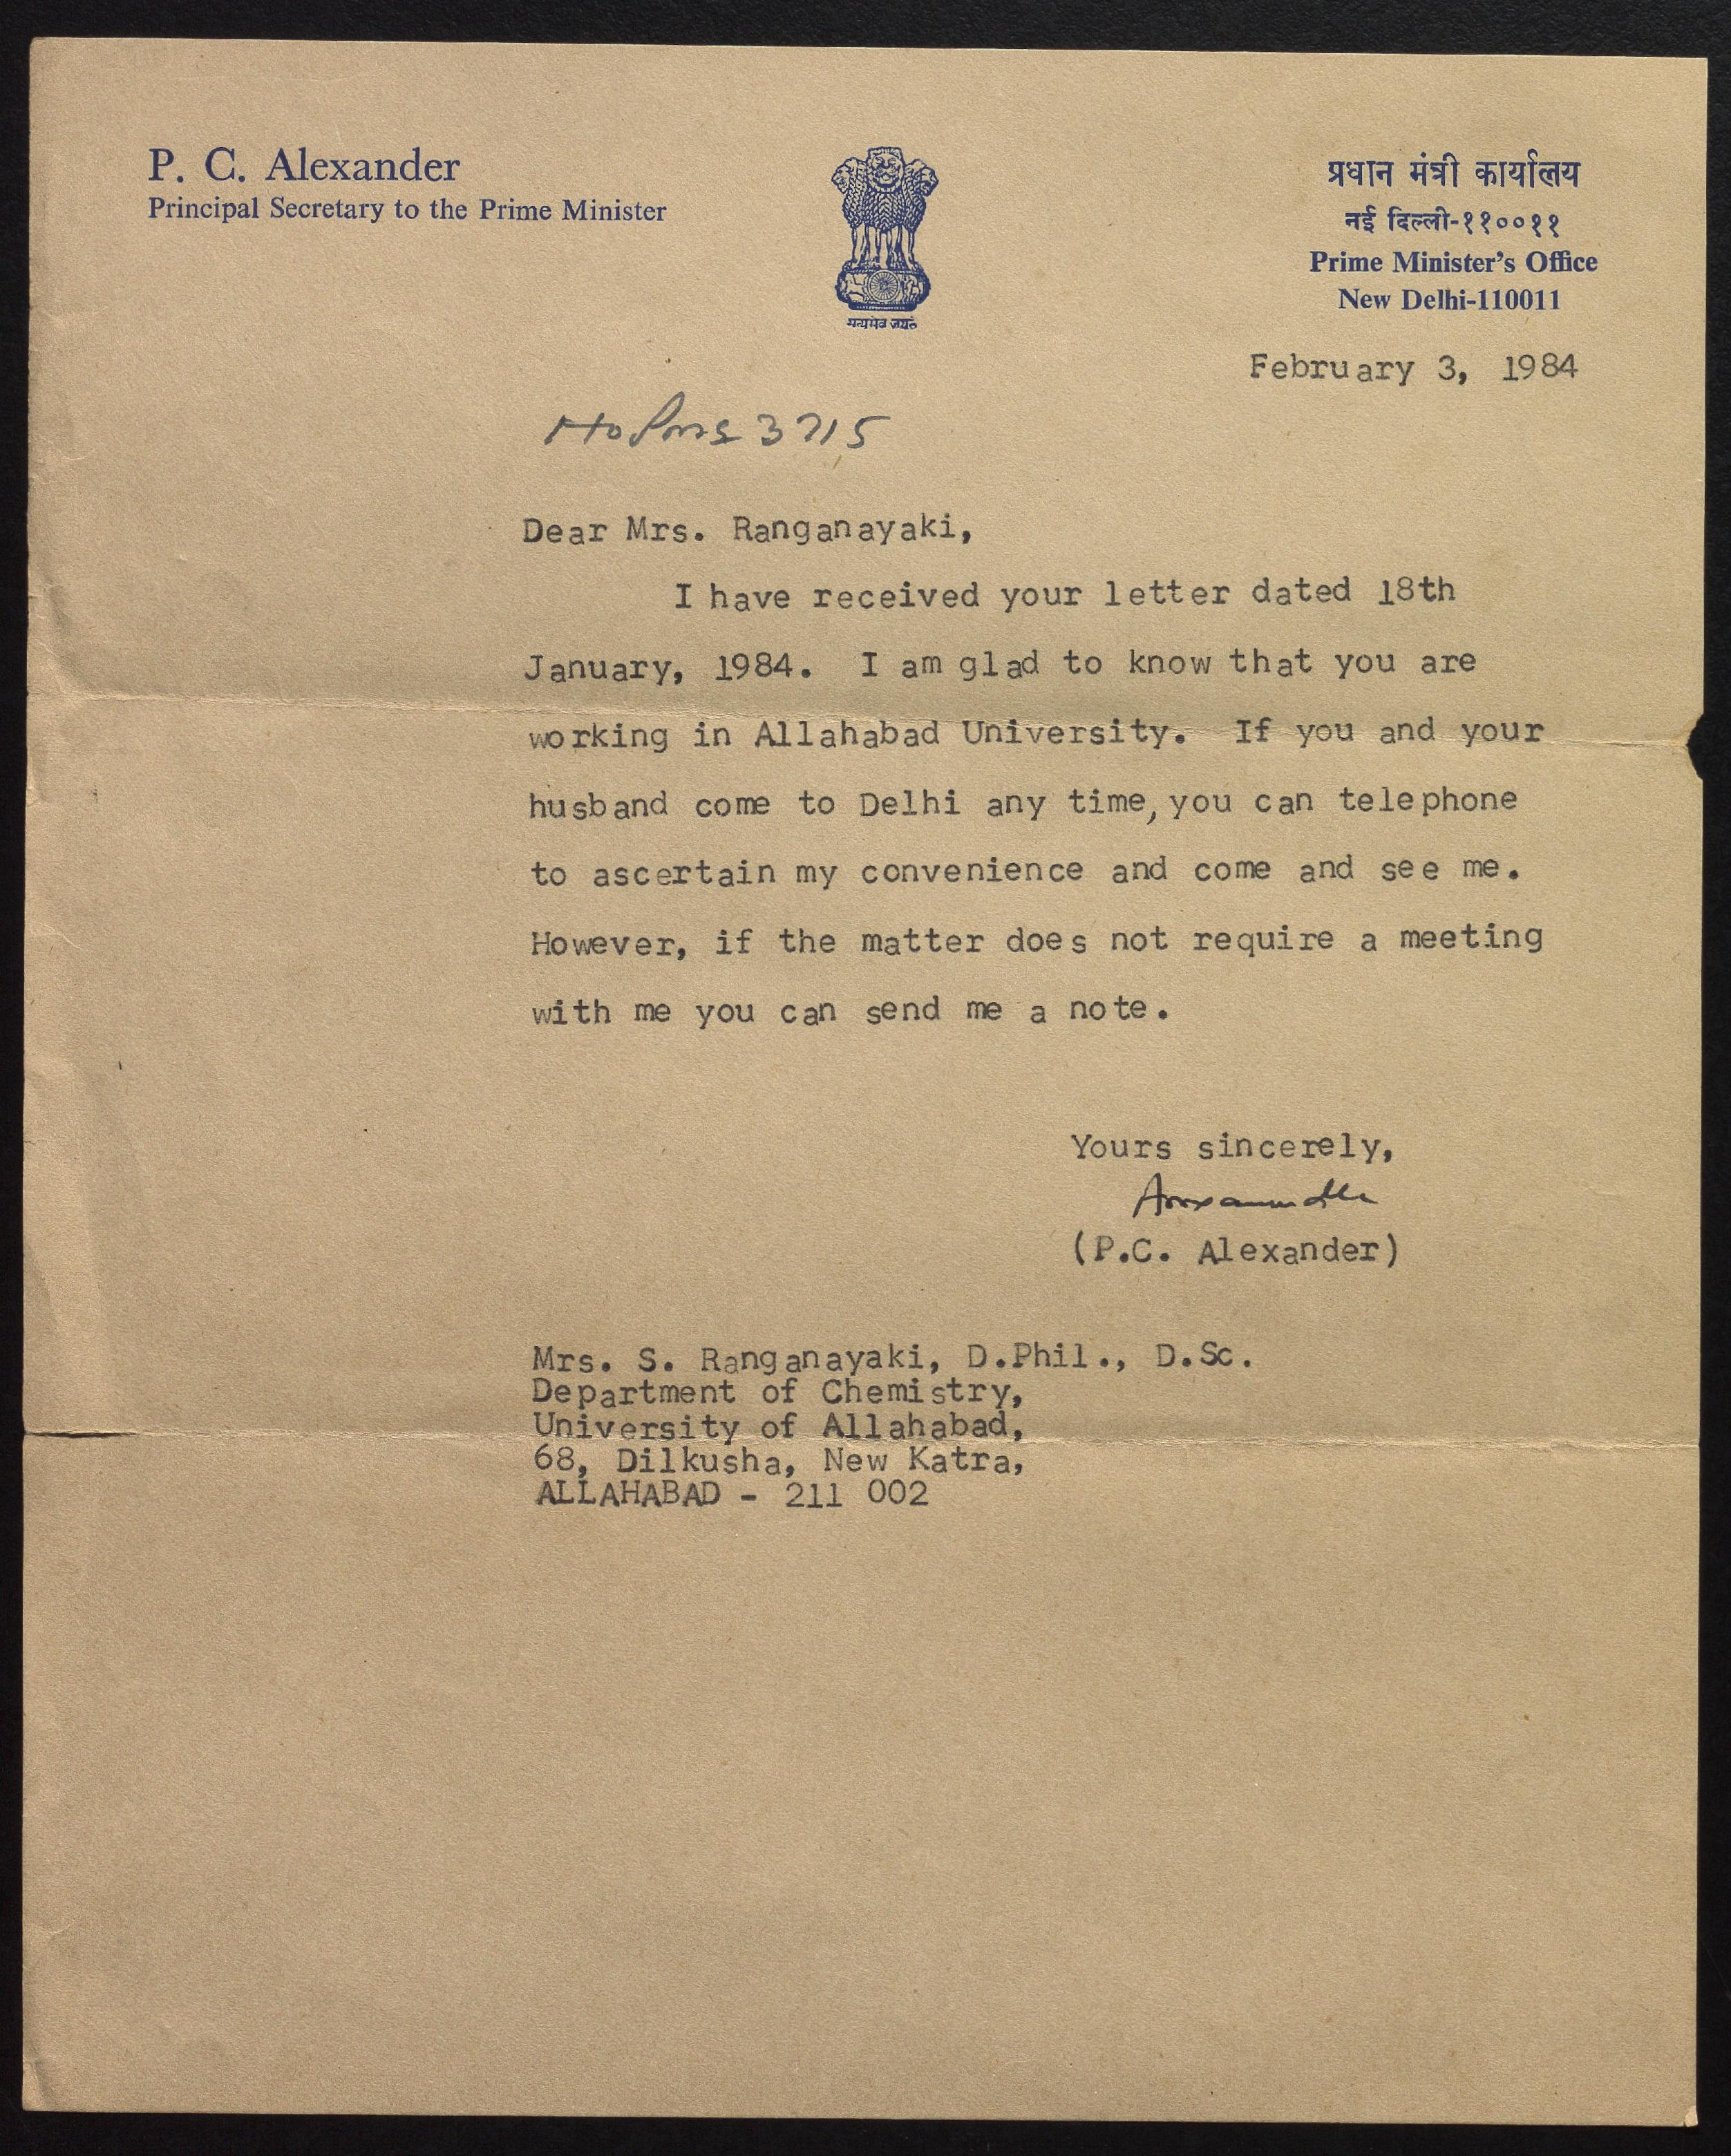 P. C. Alexander
Principal Secretary to the Prime Minister
सत्यमेव जयते
प्रधान मंत्री कार्यालय
नई दिल्ली-११००११
Prime Minister's Office
New Delhi-110011
February 3, 1984
3715
Dear Mrs. Ranganayaki,
I have received your letter dated 18th
January, 1984. I am glad to know that you are
working in Allahabad University. If you and your
husband come to Delhi any time, you can telephone
to ascertain my convenience and come and see me.
However, if the matter does not require a meeting
with me you can send me a note.
Yours sincerely,
(P.C. Alexander)
Mrs. S. Ranganayaki, D.Phil., D.Sc.
Department of Chemistry,
University of Allahabad,
68, Dilkusha, New Katra,
ALLAHABAD - 211 002